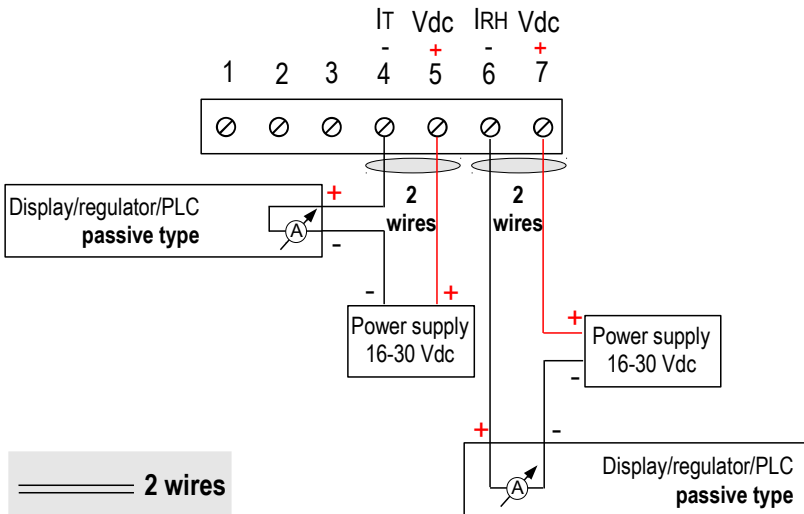 IT Vdc IRH Vdc
- + - +
1 2 3 4 5 6 7
2 wires
2 wires
Display/regulator/PLC
passive type
+
A
-
- +
Power supply
16-30 Vdc
+
Power supply
16-30 Vdc
-
+ -
A
Display/regulator/PLC
passive type
2 wires